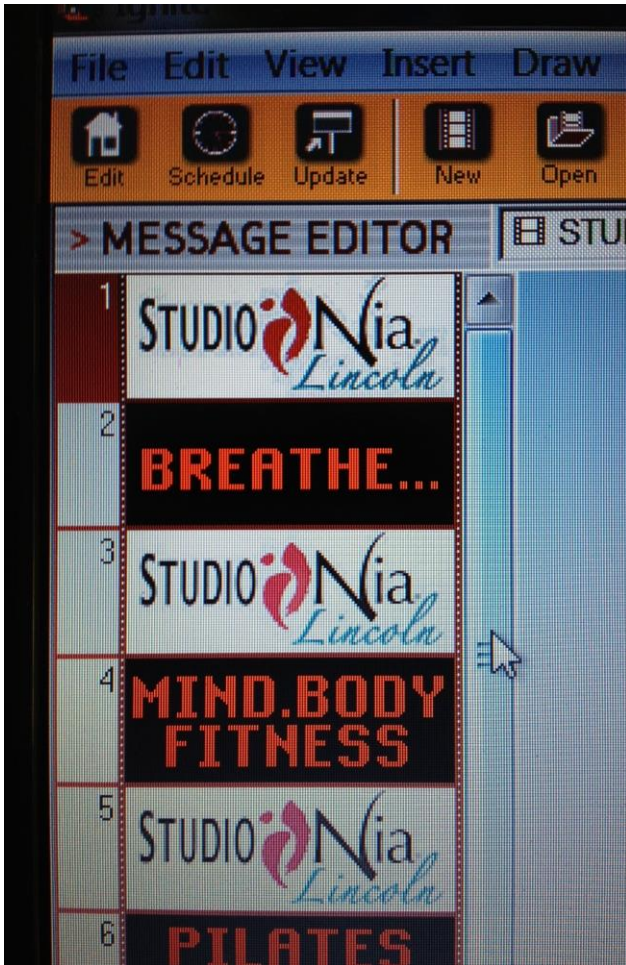 File Edit View Insert Draw
Edit Schedule Update New Open
> MESSAGE EDITOR
1
STUDIO Nia
Lincoln
2
BREATHE...
3
STUDIO Nia
Lincoln
4
MIND.BODY
FITNESS
5
STUDIO Nia
Lincoln
6
PILATES